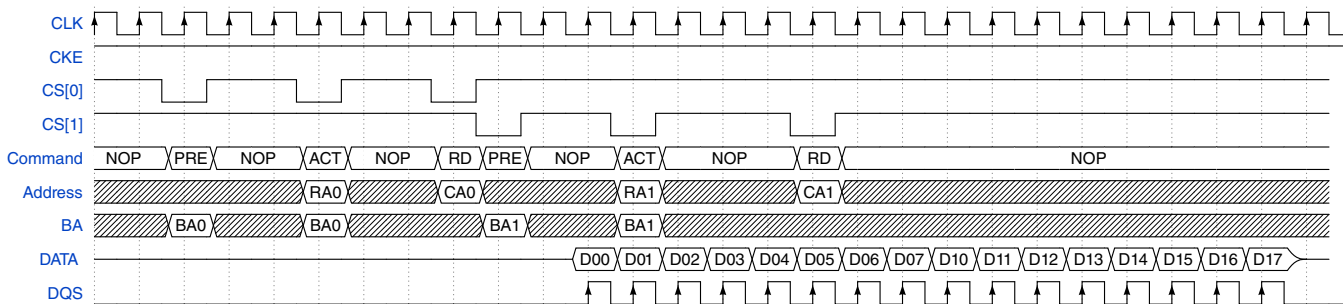 CLK
CKE
CS[0]
CS[1]
Command NOP PRE NOP ACT NOP RD PRE NOP ACT NOP RD NOP
Address RA0 CA0 RA1 CA1
BA BA0 BA0 BA1 BA1
DATA D00 D01 D02 D03 D04 D05 D06 D07 D10 D11 D12 D13 D14 D15 D16 D17
DQS